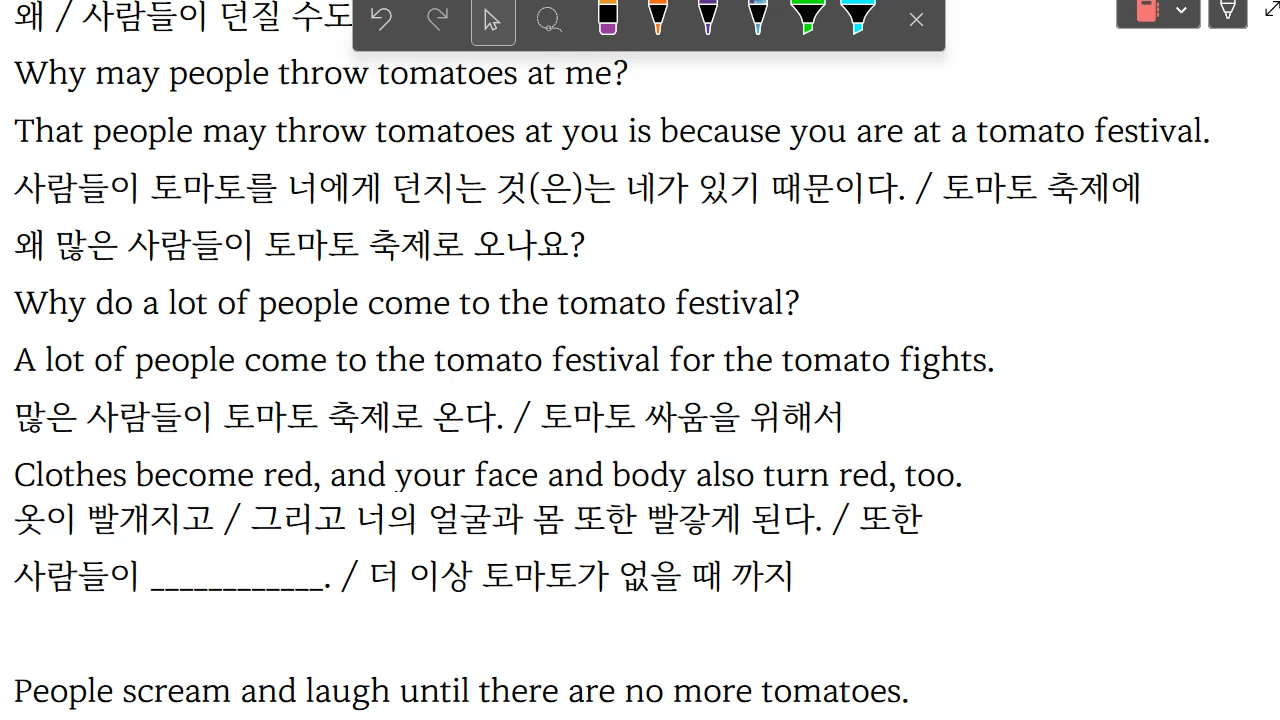 왜 / 사람들이 던질 수도
Why may people throw tomatoes at me?
That people may throw tomatoes at you is because you are at a tomato festival.
사람들이 토마토를 너에게 던지는 것(은)는 네가 있기 때문이다. / 토마토 축제에
왜 많은 사람들이 토마토 축제로 오나요?
Why do a lot of people come to the tomato festival?
A lot of people come to the tomato festival for the tomato fights.
많은 사람들이 토마토 축제로 온다. / 토마토 싸움을 위해서
Clothes become red, and your face and body also turn red, too.
옷이 빨개지고 / 그리고 너의 얼굴과 몸 또한 빨갛게 된다. / 또한
사람들이 ____________. / 더 이상 토마토가 없을 때 까지
People scream and laugh until there are no more tomatoes.